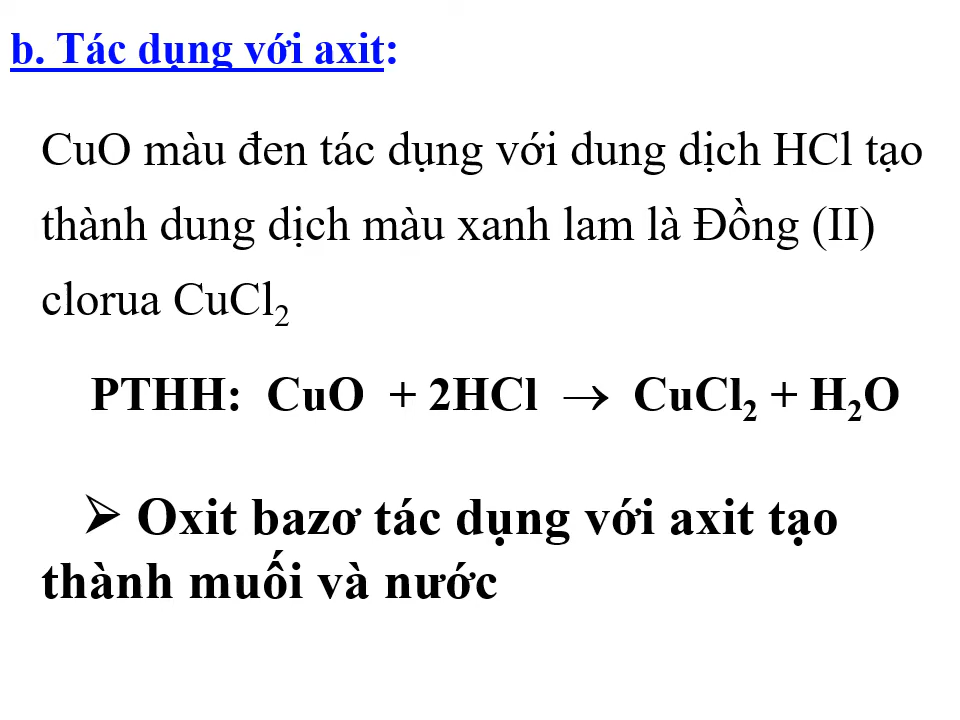 b. Tác dụng với axit:
CuO màu đen tác dụng với dung dịch HCl tạo
thành dung dịch màu xanh lam là Đồng (II)
clorua CuCl₂
PTHH: CuO + 2HCl → CuCl₂ + H₂O
➢ Oxit bazơ tác dụng với axit tạo
thành muối và nước